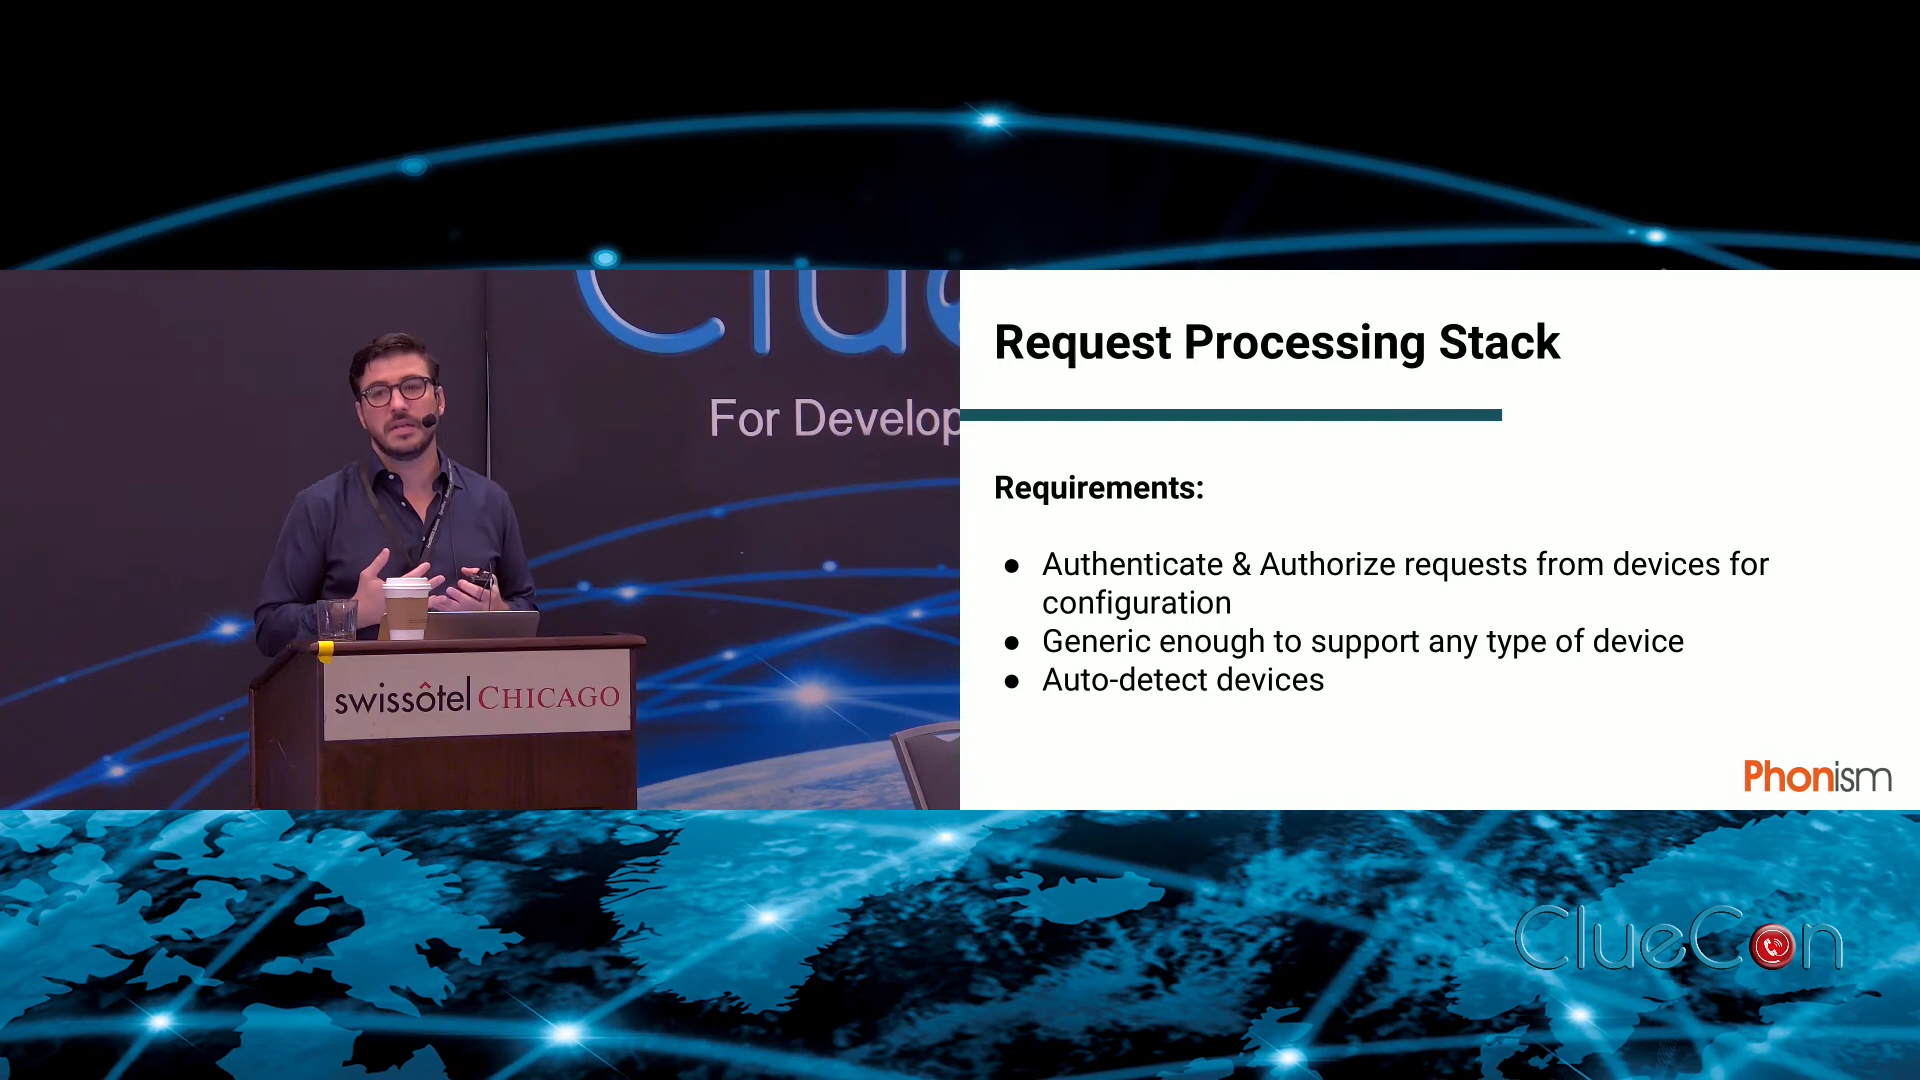 Clue
For Develop
swissôtel CHICAGO
Request Processing Stack
Requirements:
● Authenticate & Authorize requests from devices for
configuration
● Generic enough to support any type of device
● Auto-detect devices
Phonism
ClueCon